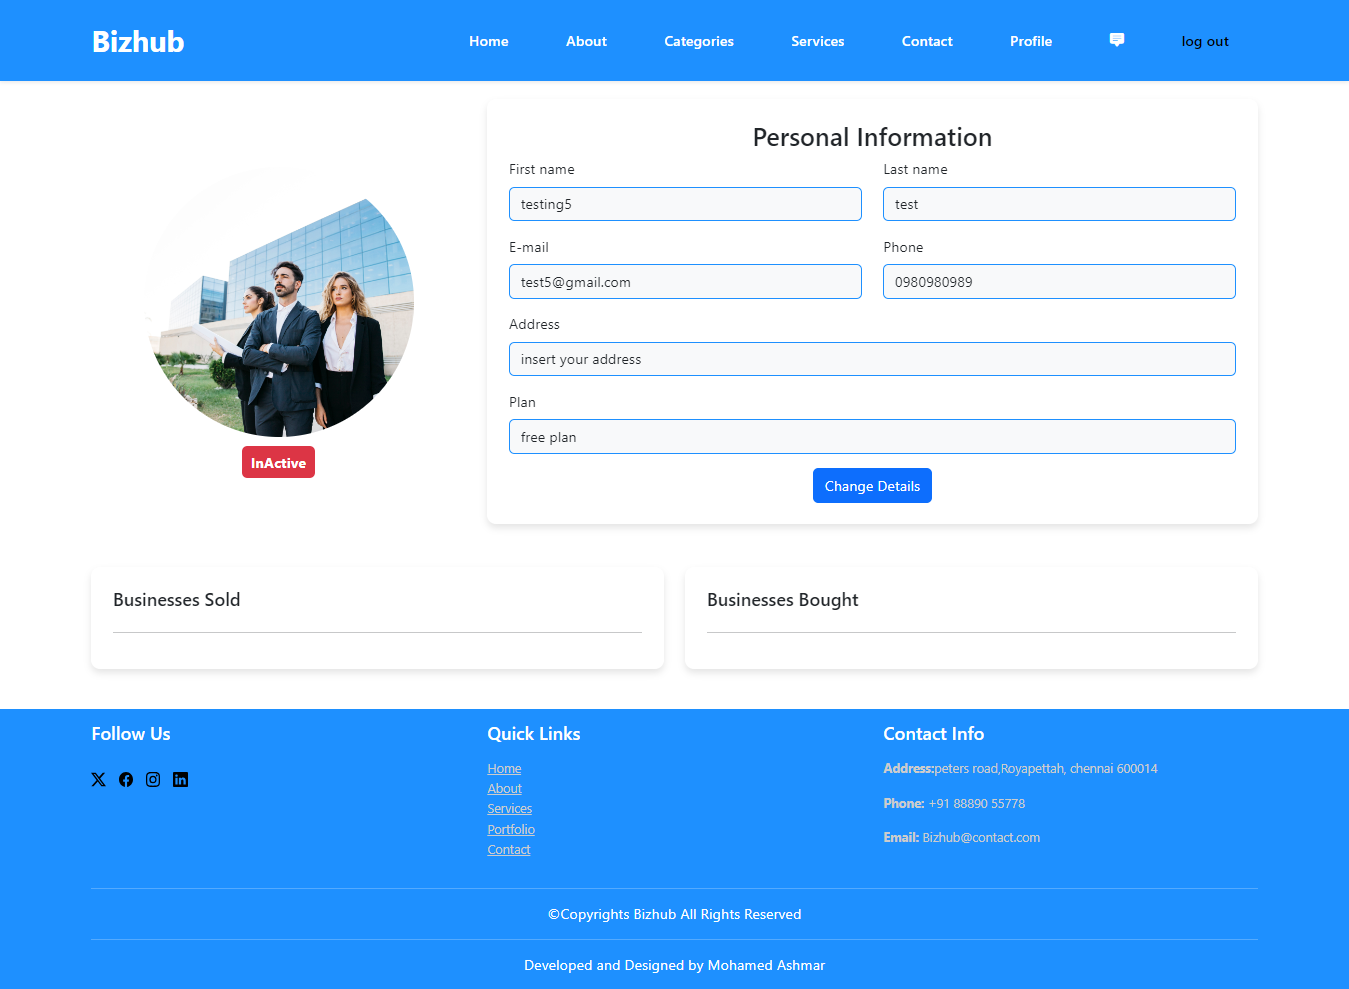 Bizhub
Home About Categories Services Contact Profile log out
Personal Information
First name Last name
testing5 test
E-mail Phone
test5@gmail.com 0980980989
Address
insert your address
Plan
free plan
Change Details
InActive
Businesses Sold
Businesses Bought
Follow Us
Quick Links
Home
About
Services
Portfolio
Contact
Contact Info
Address:peters road,Royapettah, chennai 600014
Phone: +91 88890 55778
Email: Bizhub@contact.com
©Copyrights Bizhub All Rights Reserved
Developed and Designed by Mohamed Ashmar